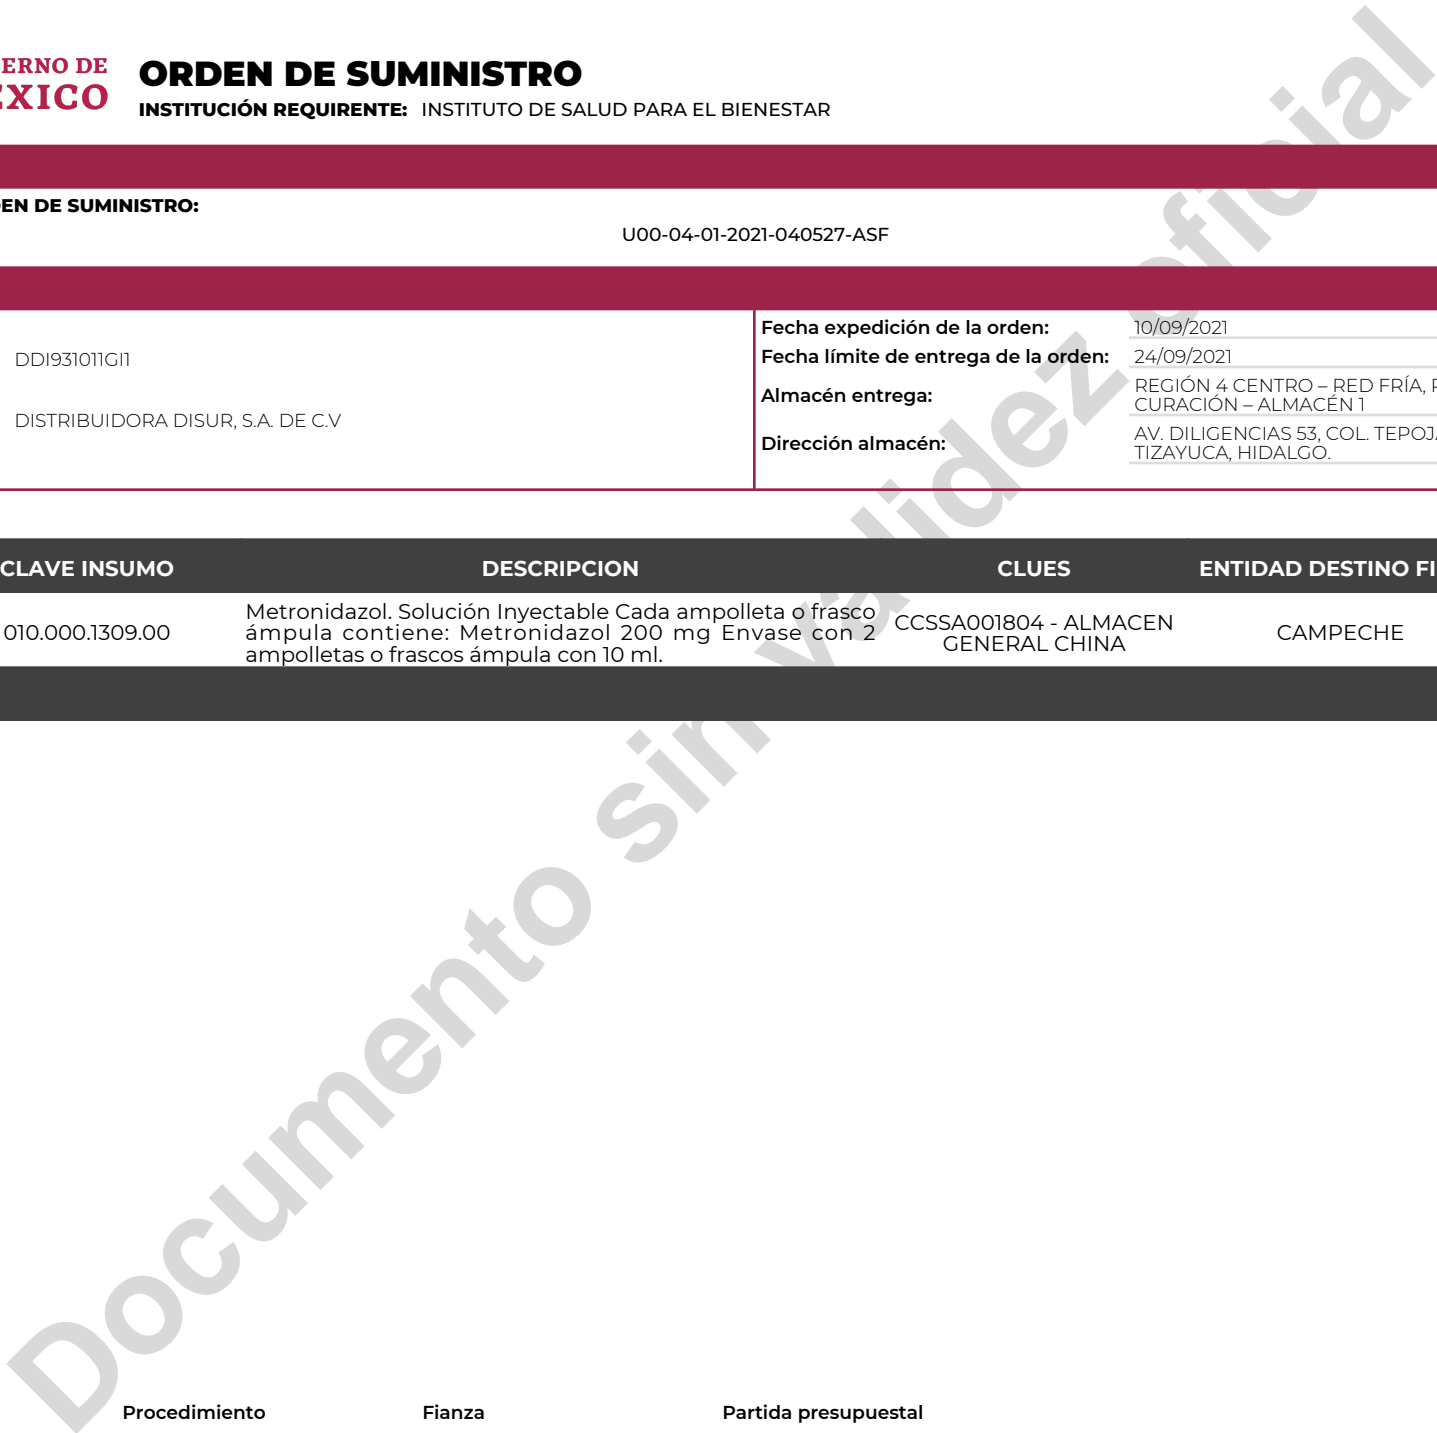 ERNO DE
EXICO
ORDEN DE SUMINISTRO
INSTITUCIÓN REQUIRENTE: INSTITUTO DE SALUD PARA EL BIENESTAR
EN DE SUMINISTRO:
U00-04-01-2021-040527-ASF
DDI931011GI1
DISTRIBUIDORA DISUR, S.A. DE C.V
Fecha expedición de la orden: 10/09/2021
Fecha límite de entrega de la orden: 24/09/2021
Almacén entrega: REGIÓN 4 CENTRO – RED FRÍA,
CURACIÓN – ALMACÉN 1
Dirección almacén: AV. DILIGENCIAS 53, COL. TEPOJA
TIZAYUCA, HIDALGO.
CLAVE INSUMO DESCRIPCION CLUES ENTIDAD DESTINO FI
010.000.1309.00
Metronidazol. Solución Inyectable Cada ampolleta o frasco
ámpula contiene: Metronidazol 200 mg Envase con 2
ampolletas o frascos ámpula con 10 ml.
CCSSA001804 - ALMACEN
GENERAL CHINA
CAMPECHE
Documento sin validez oficial
Procedimiento Fianza Partida presupuestal